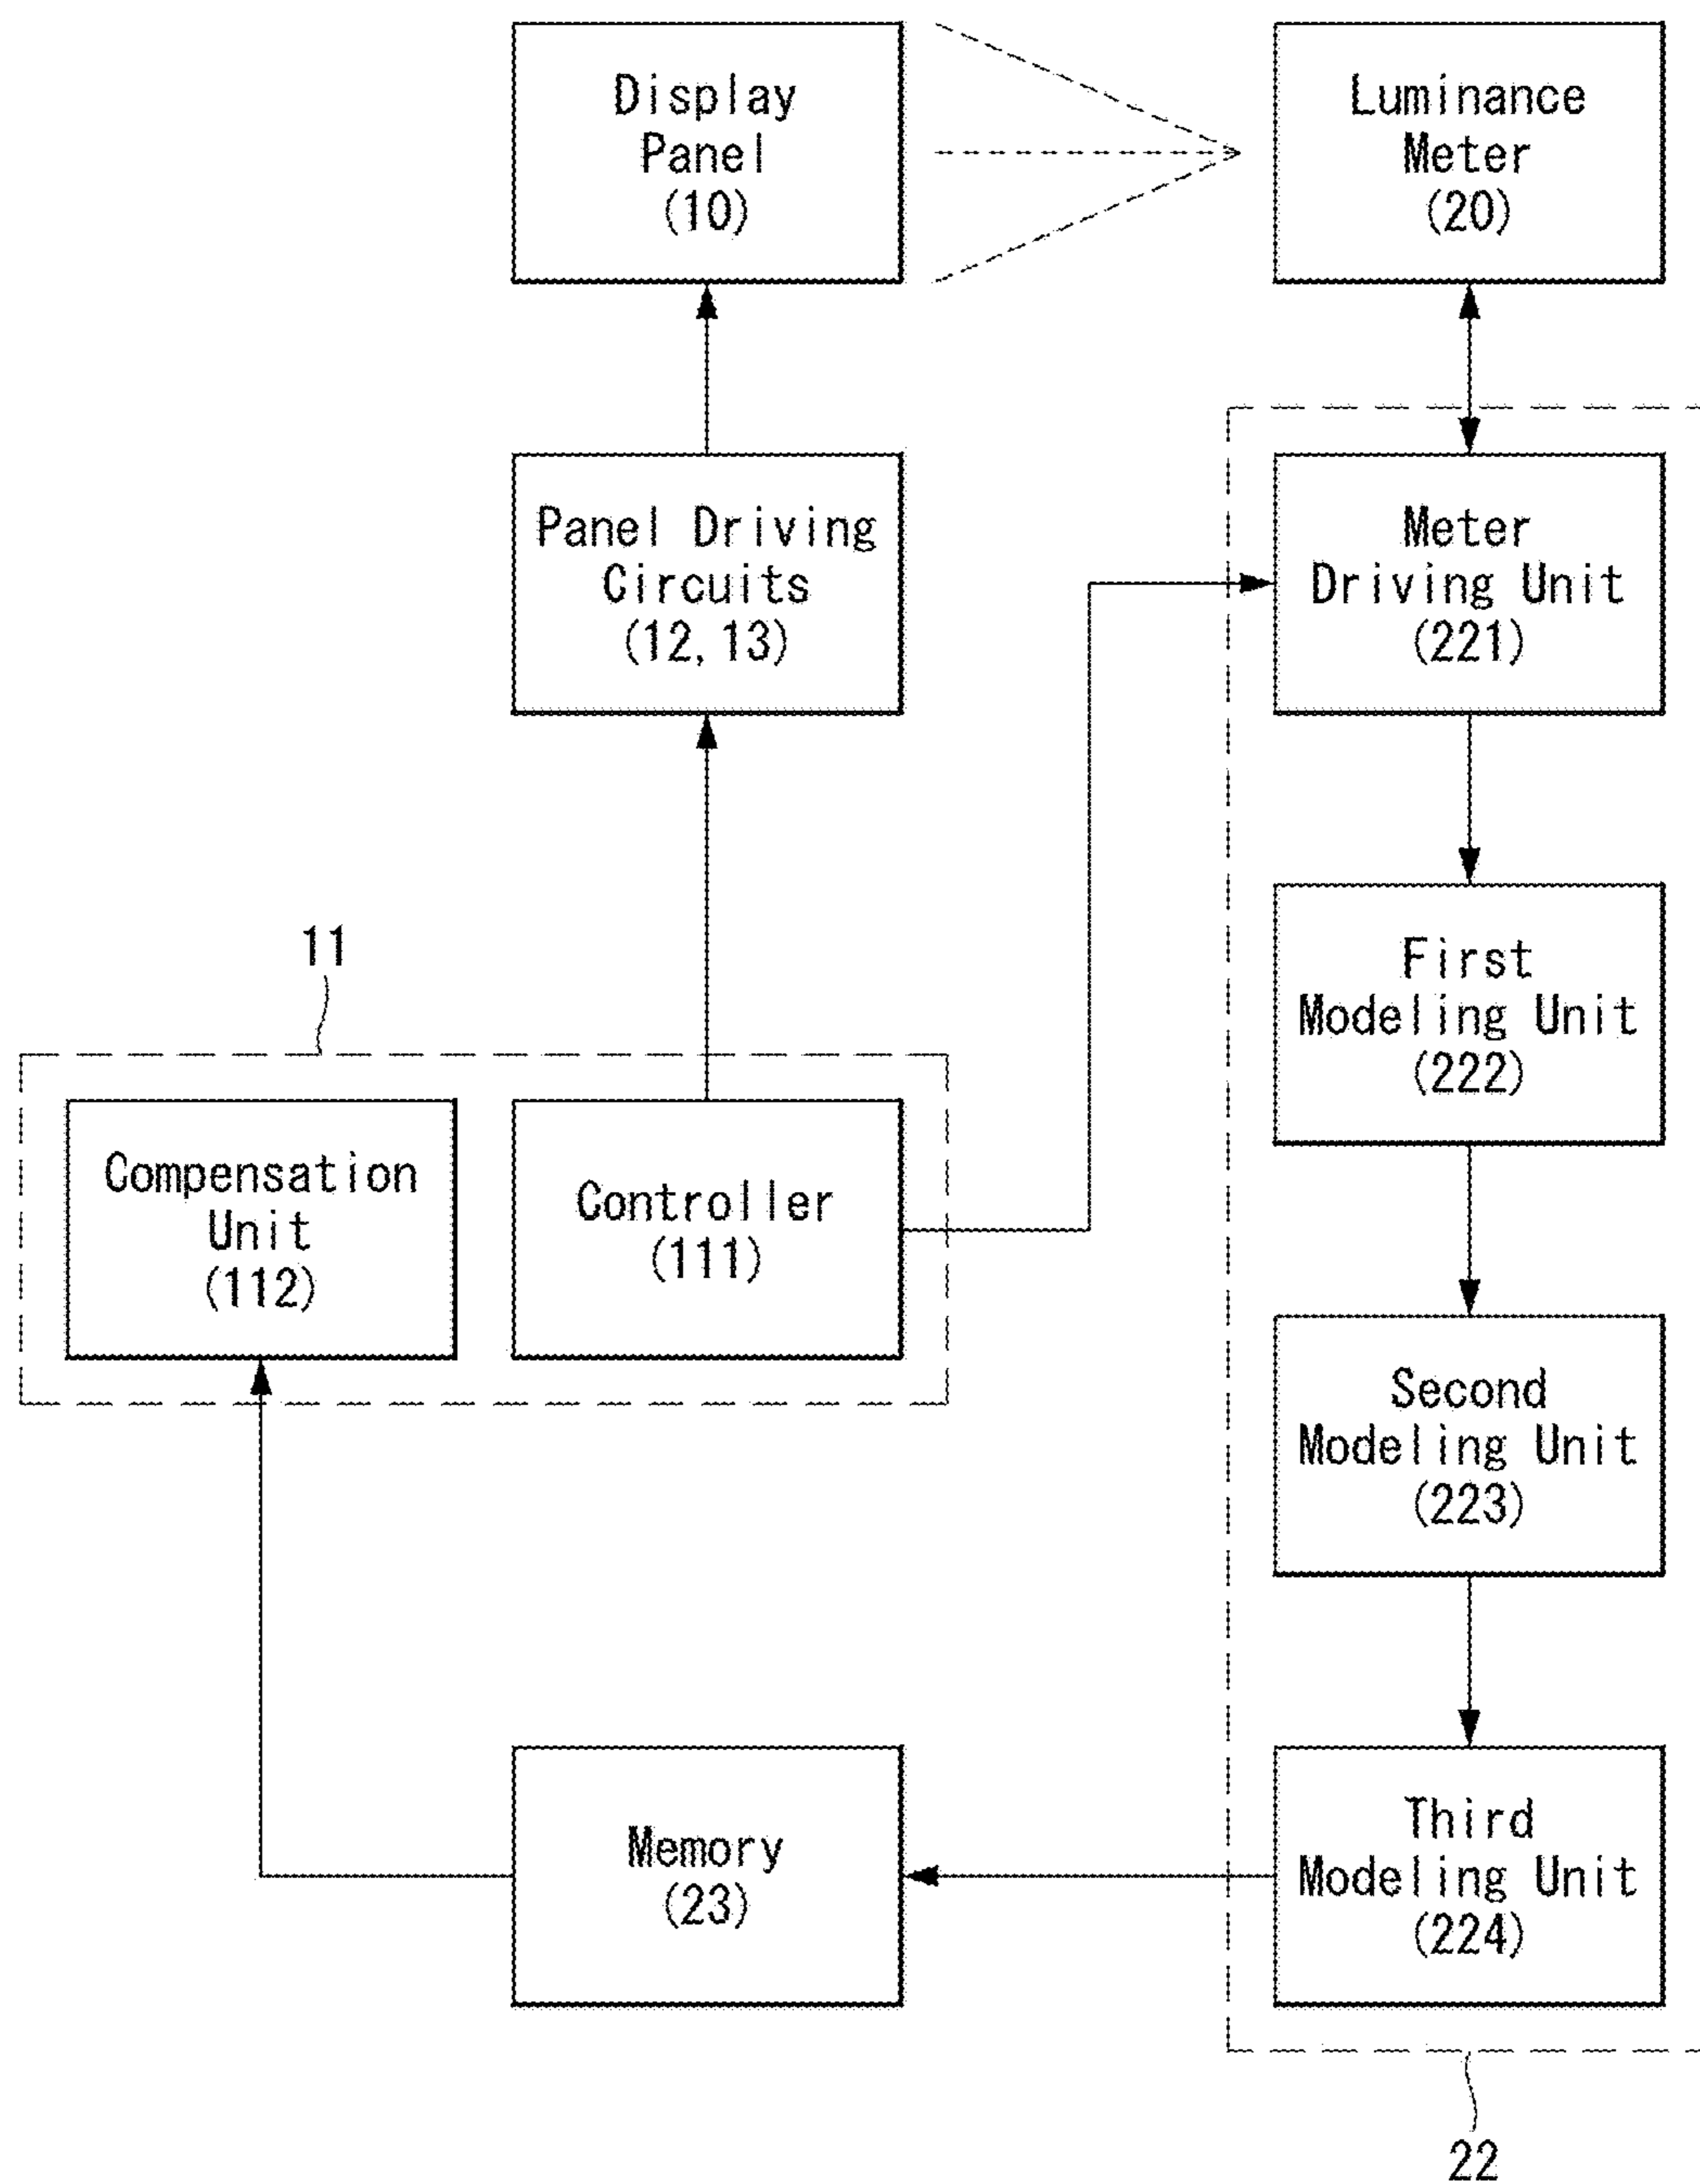 Display
Panel
(10)
Luminance
Meter
(20)
Panel Driving
Circuits
(12, 13)
Meter
Driving Unit
(221)
First
Modeling Unit
(222)
11
Compensation
Unit
(112)
Controller
(111)
Second
Modeling Unit
(223)
Memory
(23)
Third
Modeling Unit
(224)
22